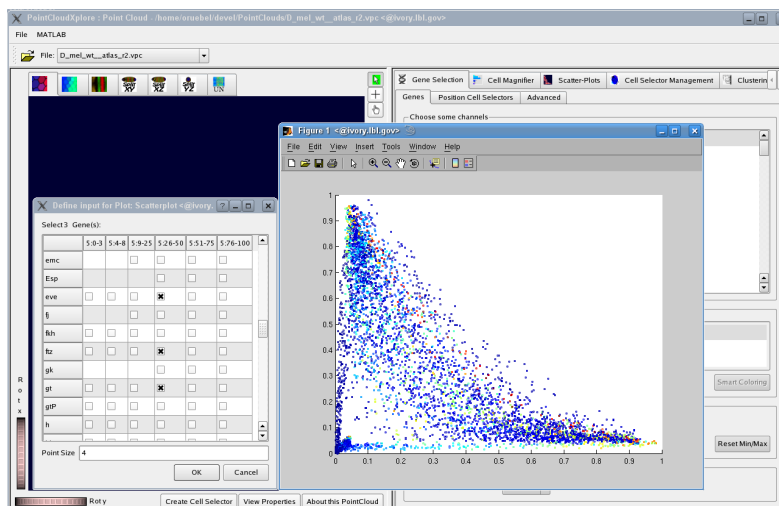 PointCloudXplore : Point Cloud - /home/oruebel/devel/PointClouds/D_mel_wt__atlas_r2.vpc <@ivory.lbl.gov>
File MATLAB
File: D_mel_wt__atlas_r2.vpc
XY XZ YZ UN
Gene Selection Cell Magnifier Scatter-Plots Cell Selector Management Clustering
Genes Position Cell Selectors Advanced
Choose some channels
Figure 1 <@ivory.lbl.gov>
File Edit View Insert Tools Window Help
Define input for Plot: Scatterplot <@ivory.
Select3 Gene(s):
5:0-3 5:4-8 5:9-25 5:26-50 5:51-75 5:76-100
emc
Esp
eve
fj
fkh
ftz
gk
gt
gtP
h
Point Size 4
OK Cancel
1
0.9
0.8
0.7
0.6
0.5
0.4
0.3
0.2
0.1
0
0 0.1 0.2 0.3 0.4 0.5 0.6 0.7 0.8 0.9 1
Smart Coloring
Reset Min/Max
R
o
t
x
Rot y
Create Cell Selector View Properties About this PointCloud